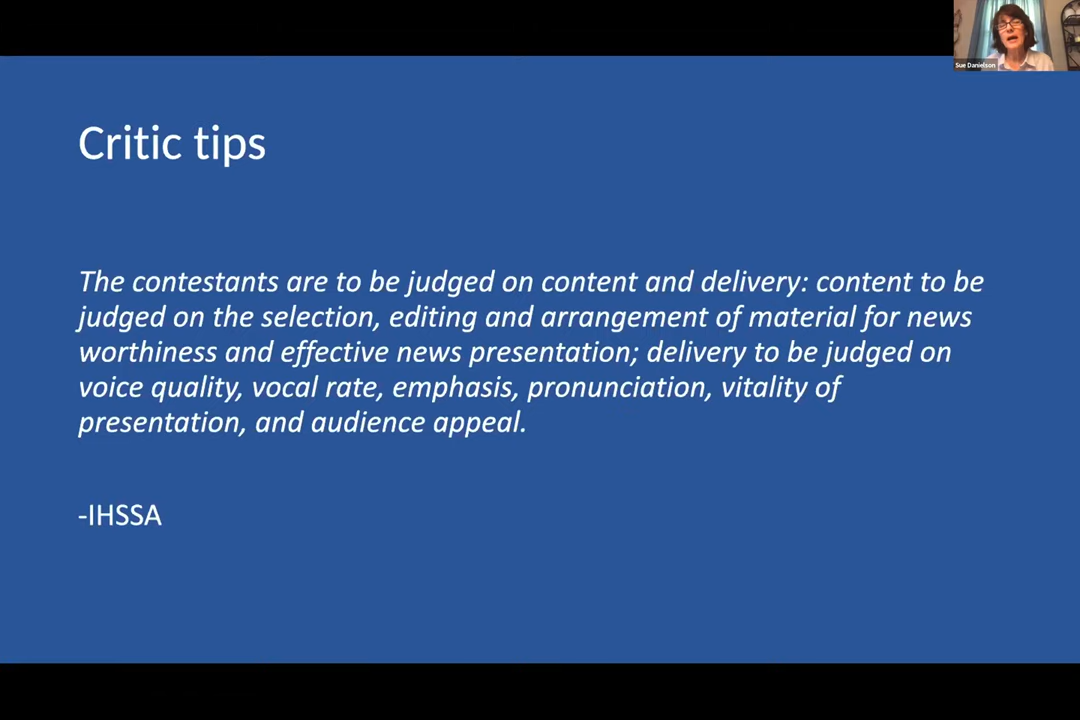 Sue Danielson
Critic tips
The contestants are to be judged on content and delivery: content to be
judged on the selection, editing and arrangement of material for news
worthiness and effective news presentation; delivery to be judged on
voice quality, vocal rate, emphasis, pronunciation, vitality of
presentation, and audience appeal.
-IHSSA